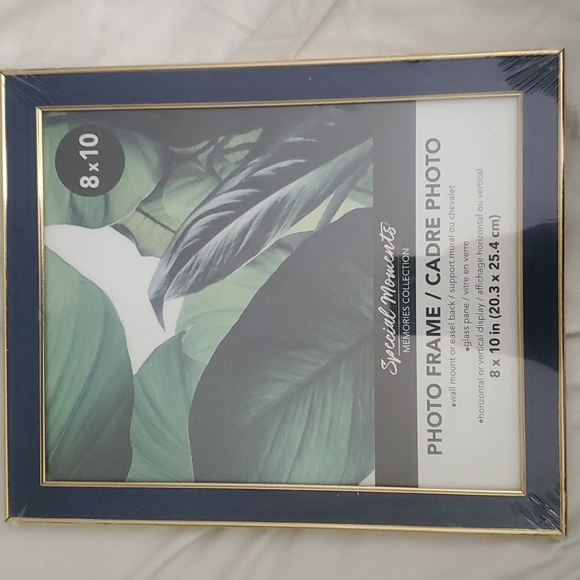 8 x 10
Special Moments
MEMORIES COLLECTION
PHOTO FRAME / CADRE PHOTO
•wall mount or easel back / support mural ou chevalet
•glass pane / vitre en verre
•horizontal or vertical display / affichage horizontal ou vertical
8 x 10 in (20.3 x 25.4 cm)